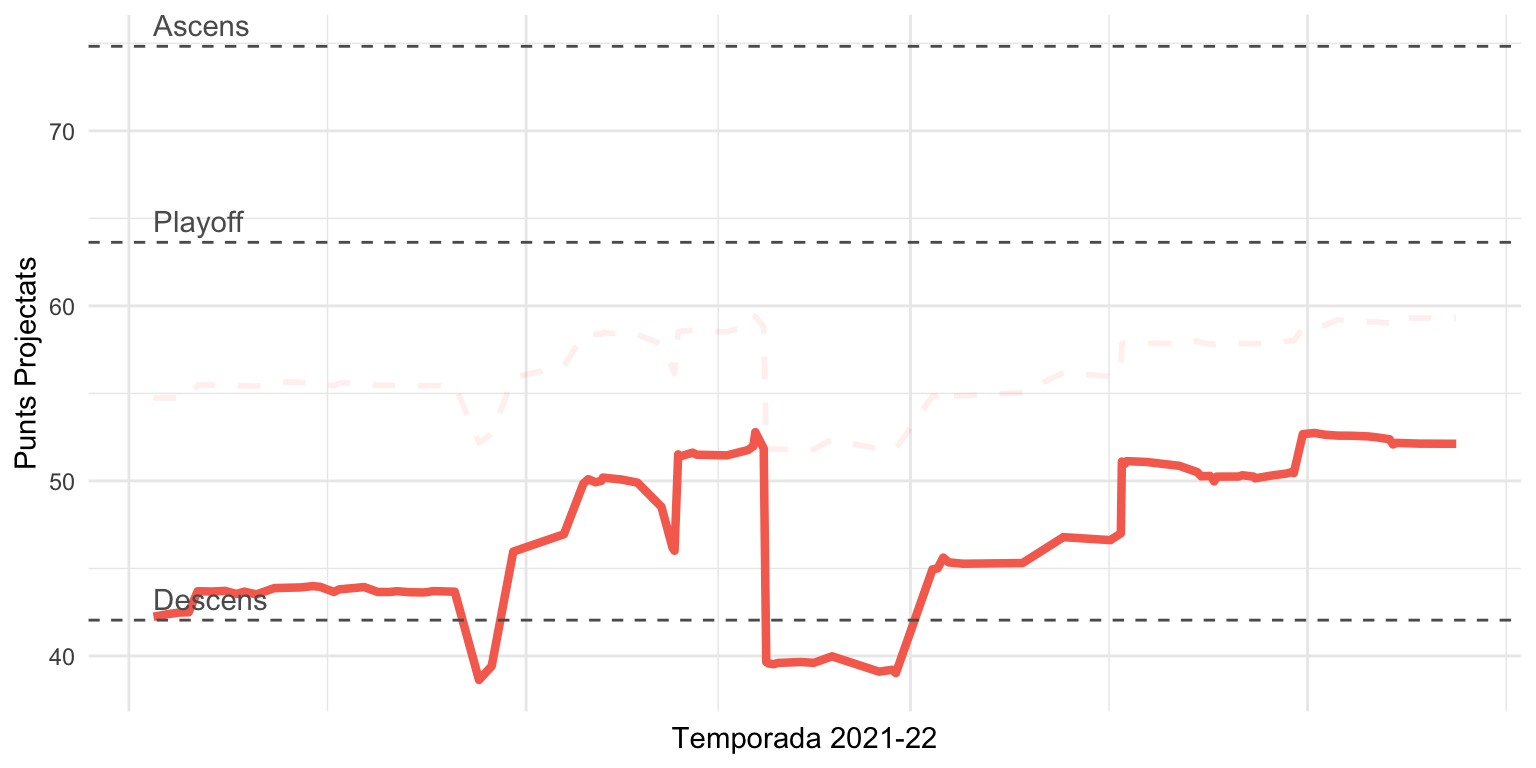 Ascens
70
Playoff
60
Punts Projectats
50
Descens
40
Temporada 2021-22